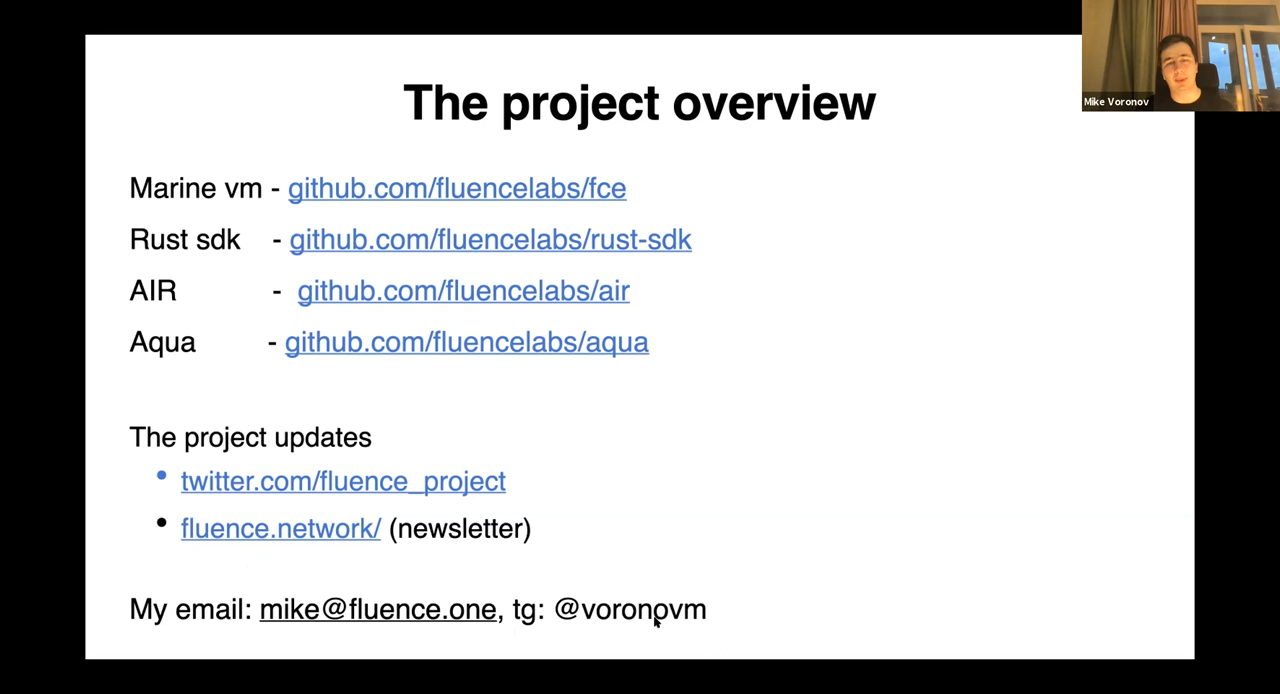 The project overview
Mike Voronov
Marine vm - github.com/fluencelabs/fce
Rust sdk - github.com/fluencelabs/rust-sdk
AIR - github.com/fluencelabs/air
Aqua - github.com/fluencelabs/aqua
The project updates
• twitter.com/fluence_project
• fluence.network/ (newsletter)
My email: mike@fluence.one, tg: @voronovm